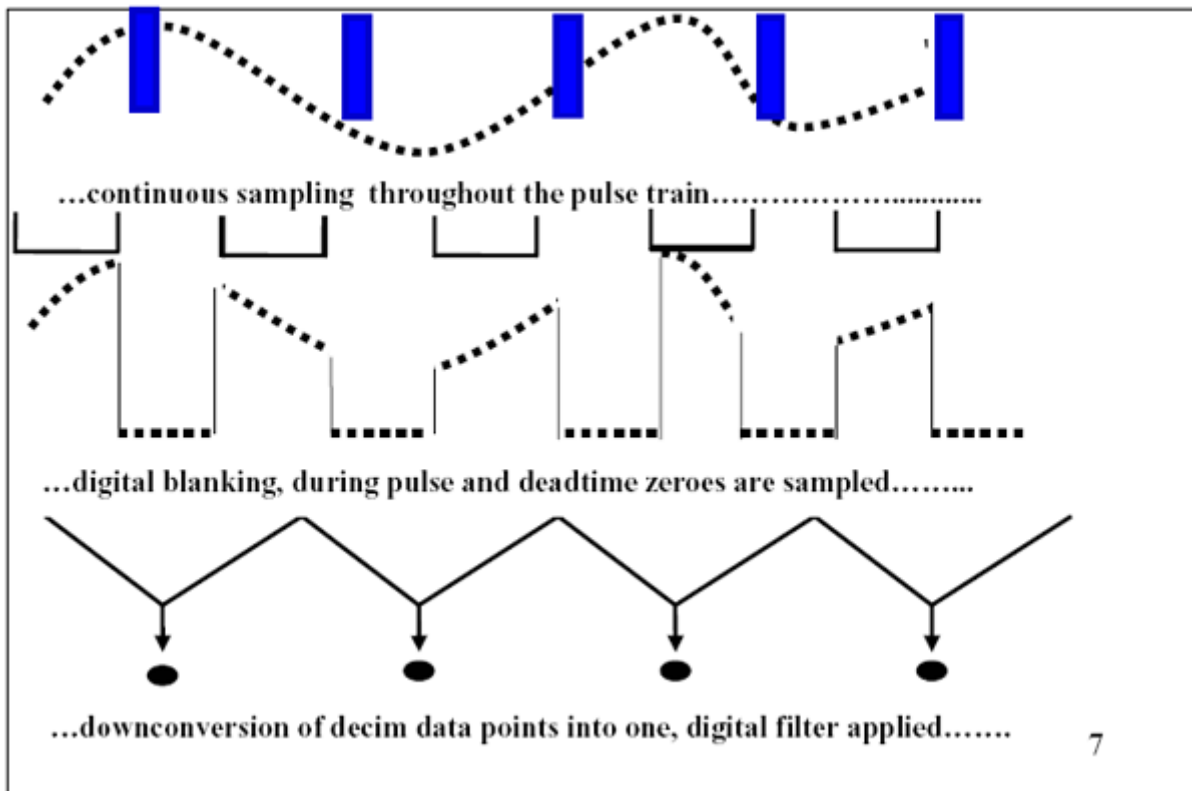 …continuous sampling throughout the pulse train………………............
…digital blanking, during pulse and deadtime zeroes are sampled……...
…downconversion of decim data points into one, digital filter applied…….
7